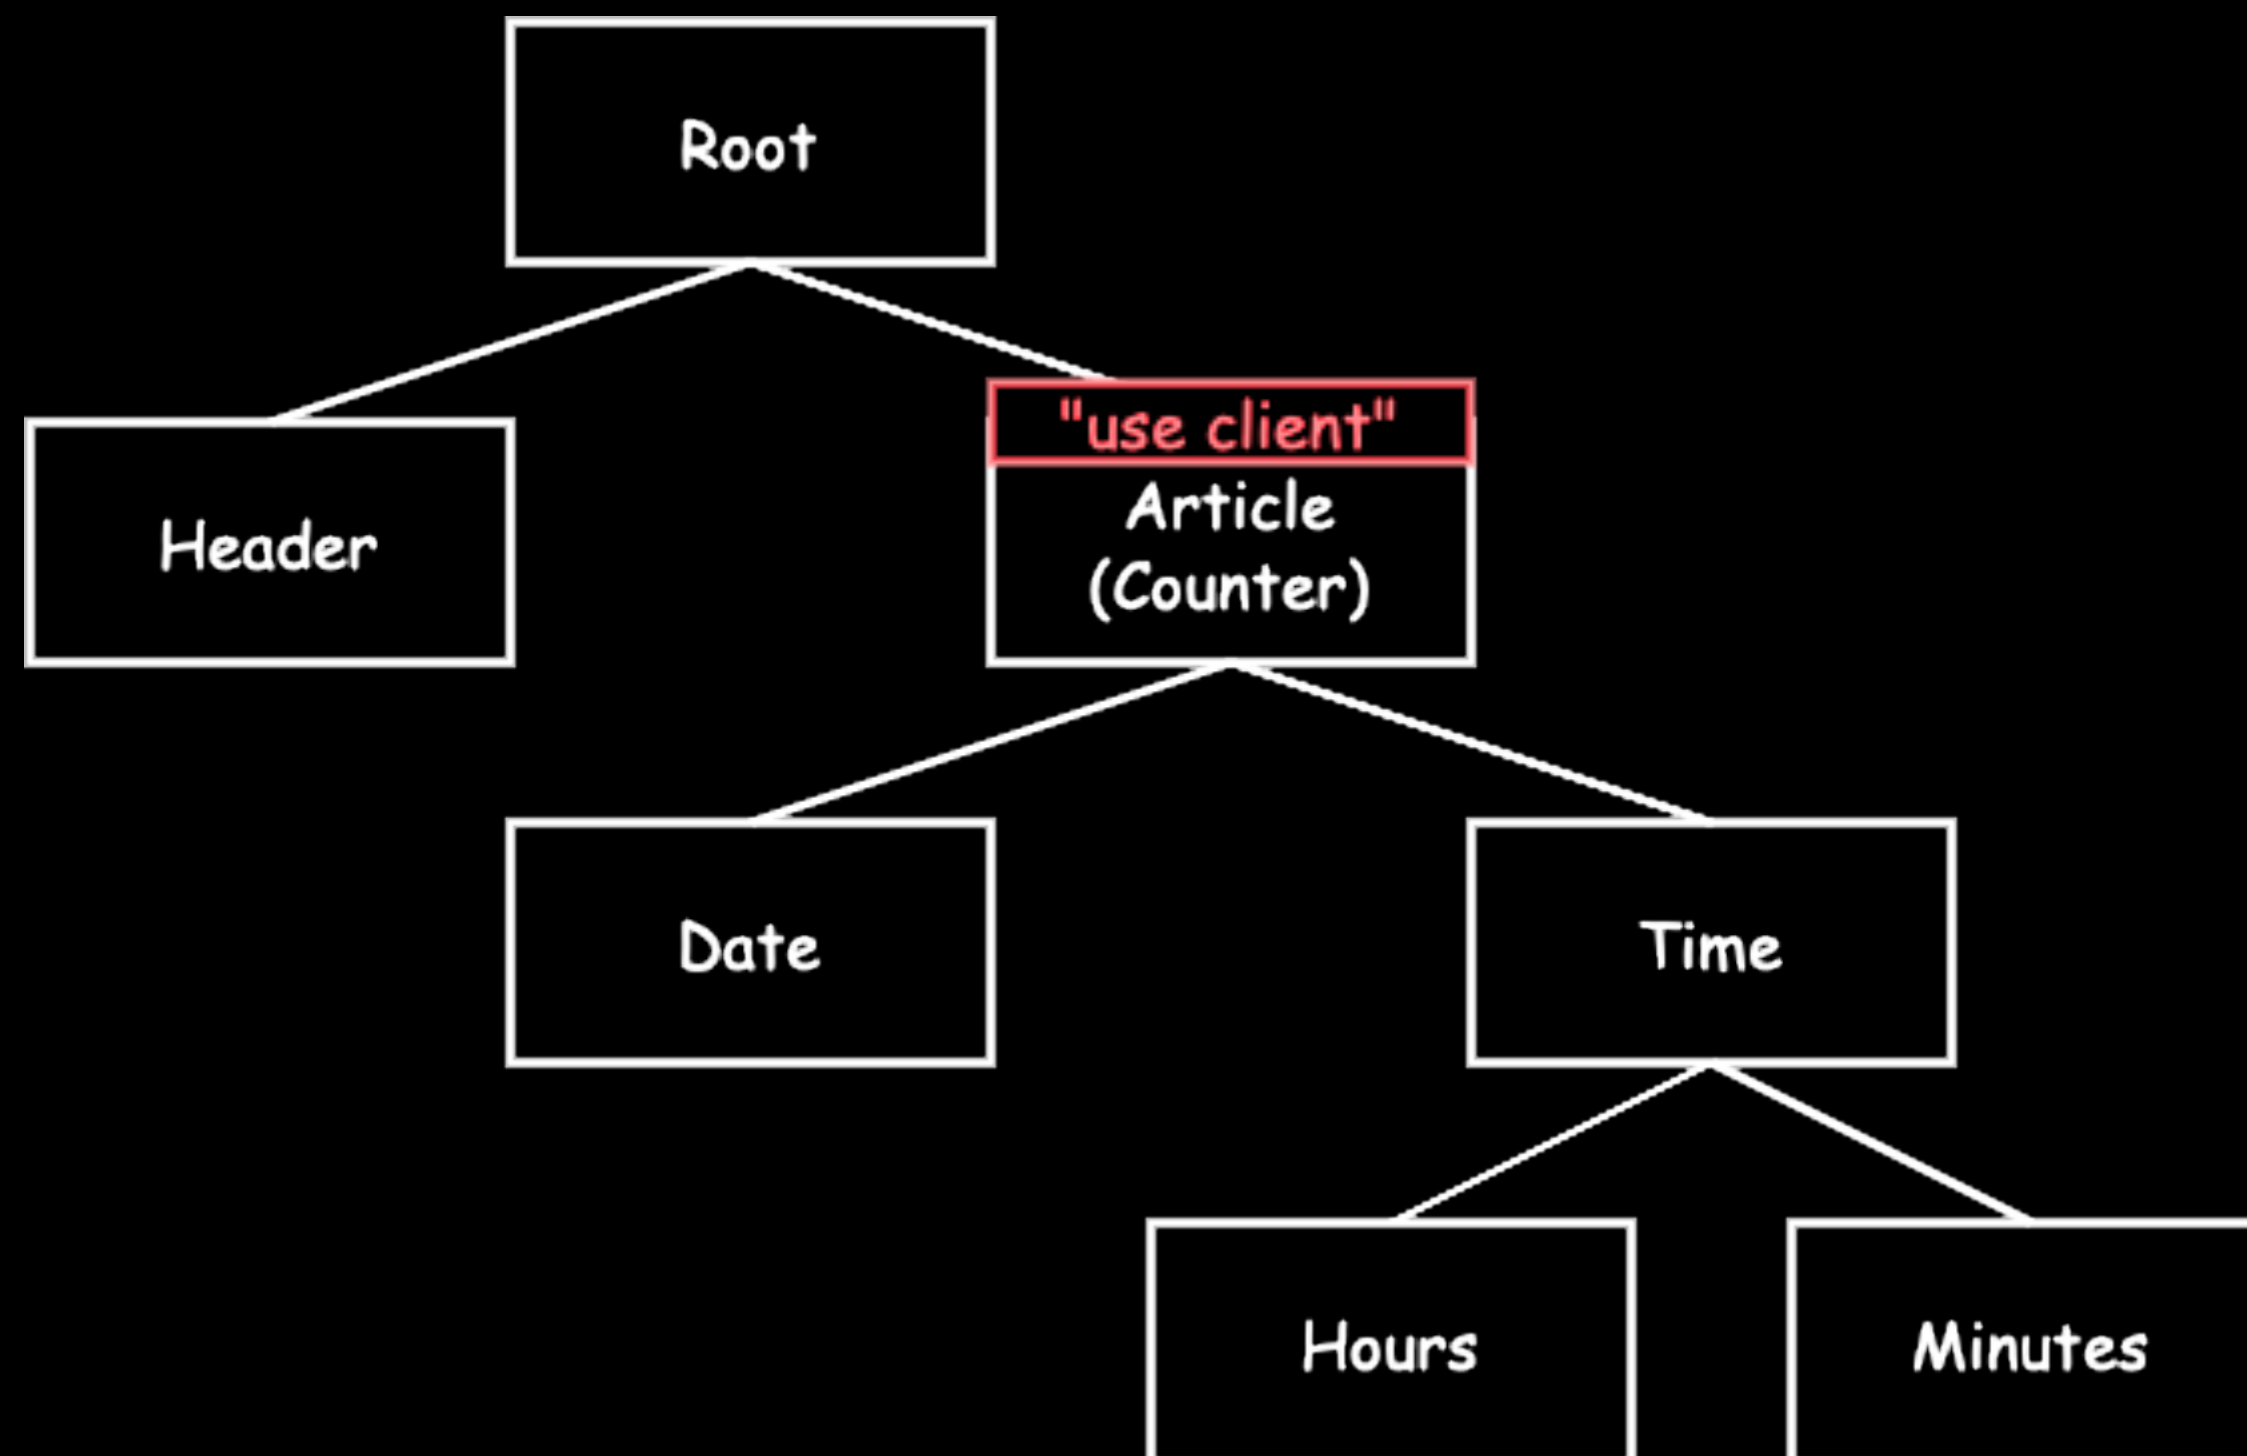 Root
"use client"
Header
Article
(Counter)
Date
Time
Hours
Minutes